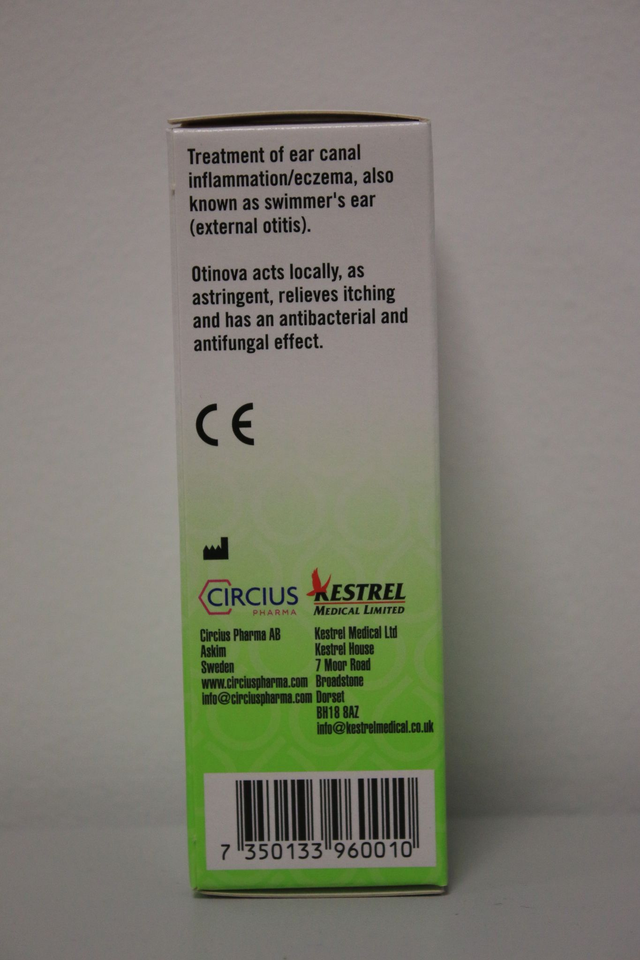 Treatment of ear canal
inflammation/eczema, also
known as swimmer's ear
(external otitis).
Otinova acts locally, as
astringent, relieves itching
and has an antibacterial and
antifungal effect.
CE
CIRCIUS
PHARMA
KESTREL
MEDICAL LIMITED
Circius Pharma AB
Askim
Sweden
www.circiuspharma.com
info@circiuspharma.com
Kestrel Medical Ltd
Kestrel House
7 Moor Road
Broadstone
Dorset
BH18 8AZ
info@kestrelmedical.co.uk
7 350133 960010